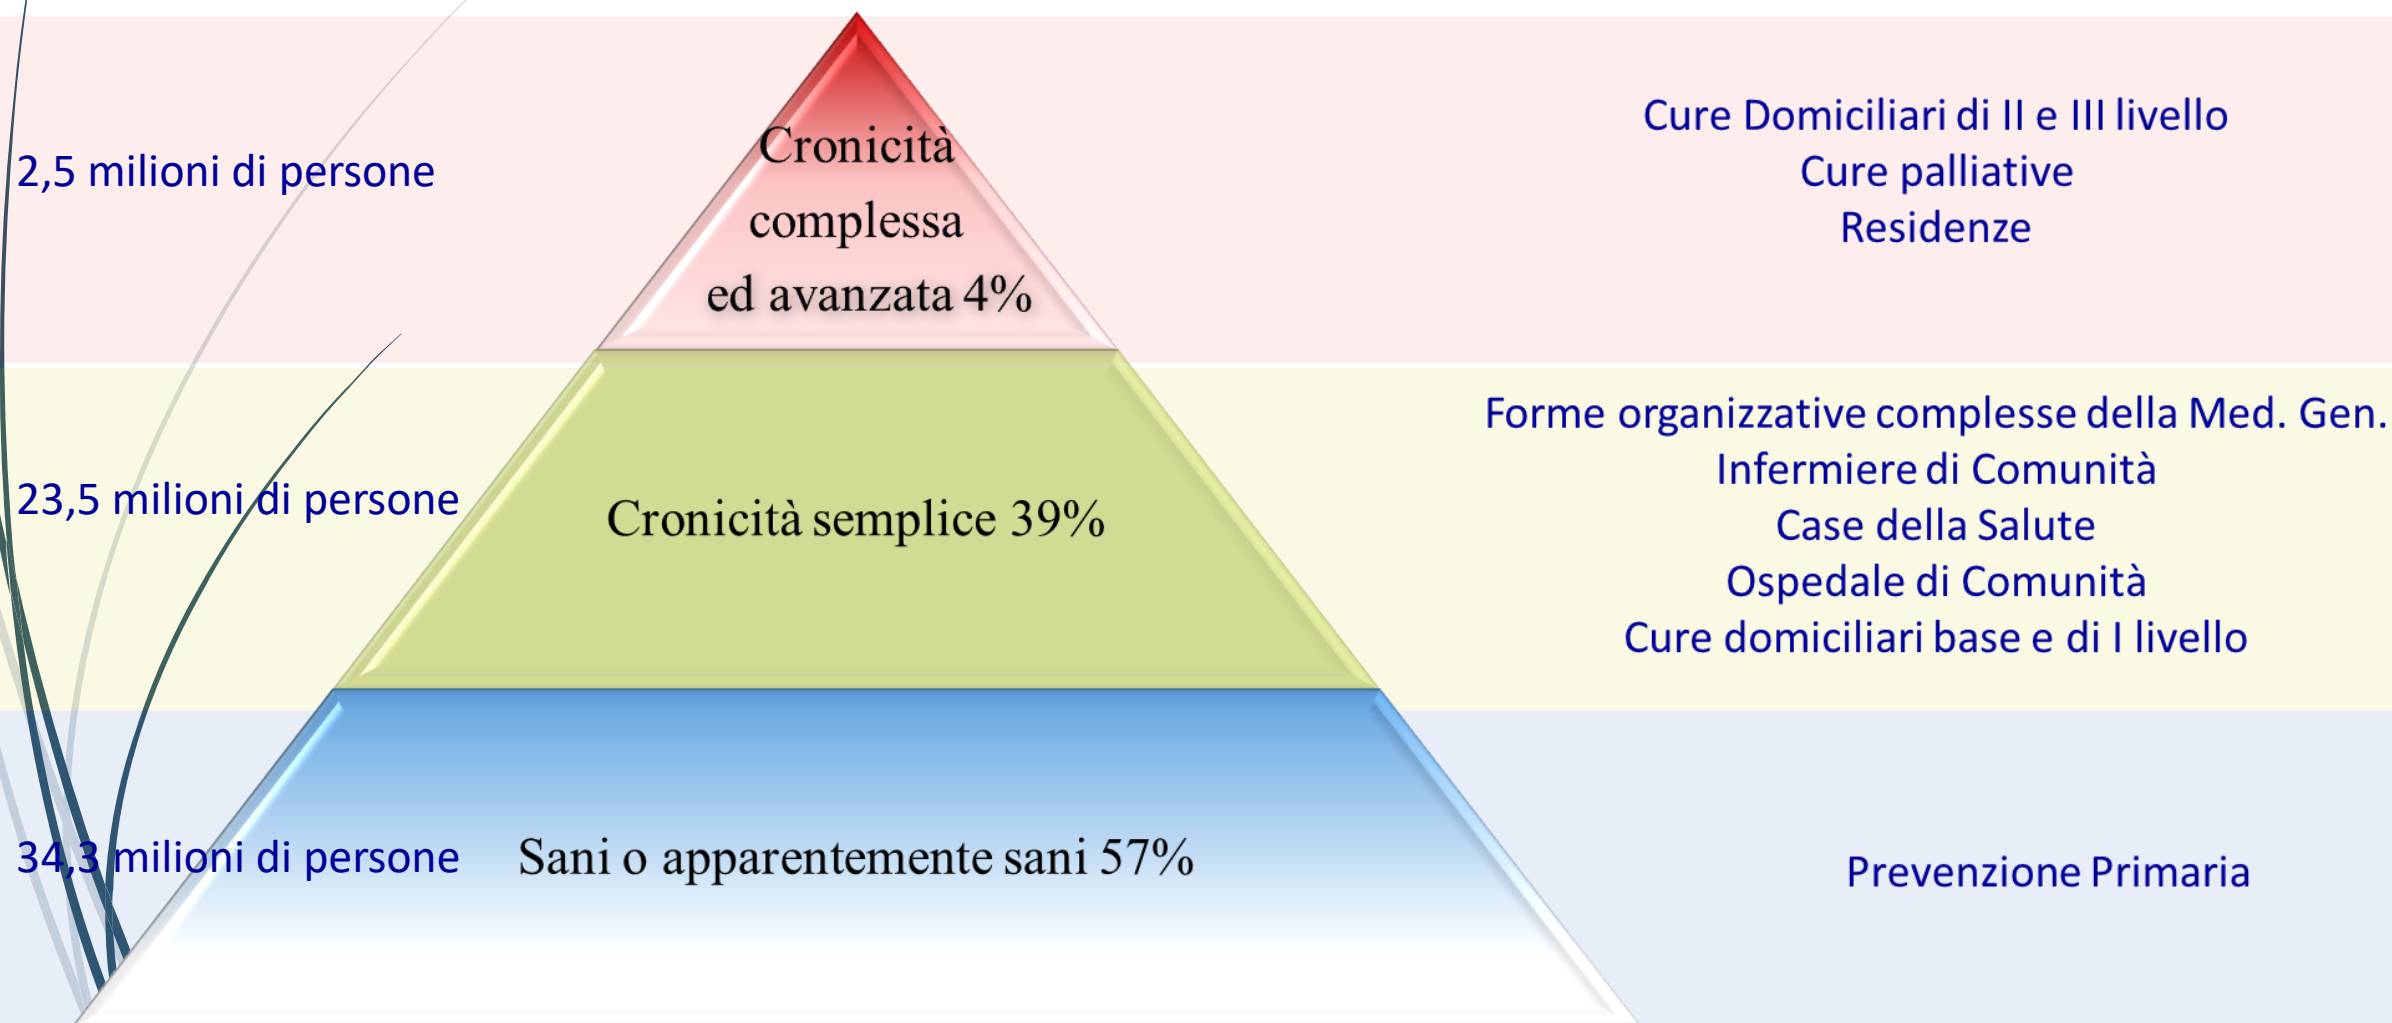 2,5 milioni di persone
Cronicità
complessa
ed avanzata 4%
Cure Domiciliari di II e III livello
Cure palliative
Residenze
23,5 milioni di persone
Cronicità semplice 39%
Forme organizzative complesse della Med. Gen.
Infermiere di Comunità
Case della Salute
Ospedale di Comunità
Cure domiciliari base e di I livello
34,3 milioni di persone
Sani o apparentemente sani 57%
Prevenzione Primaria